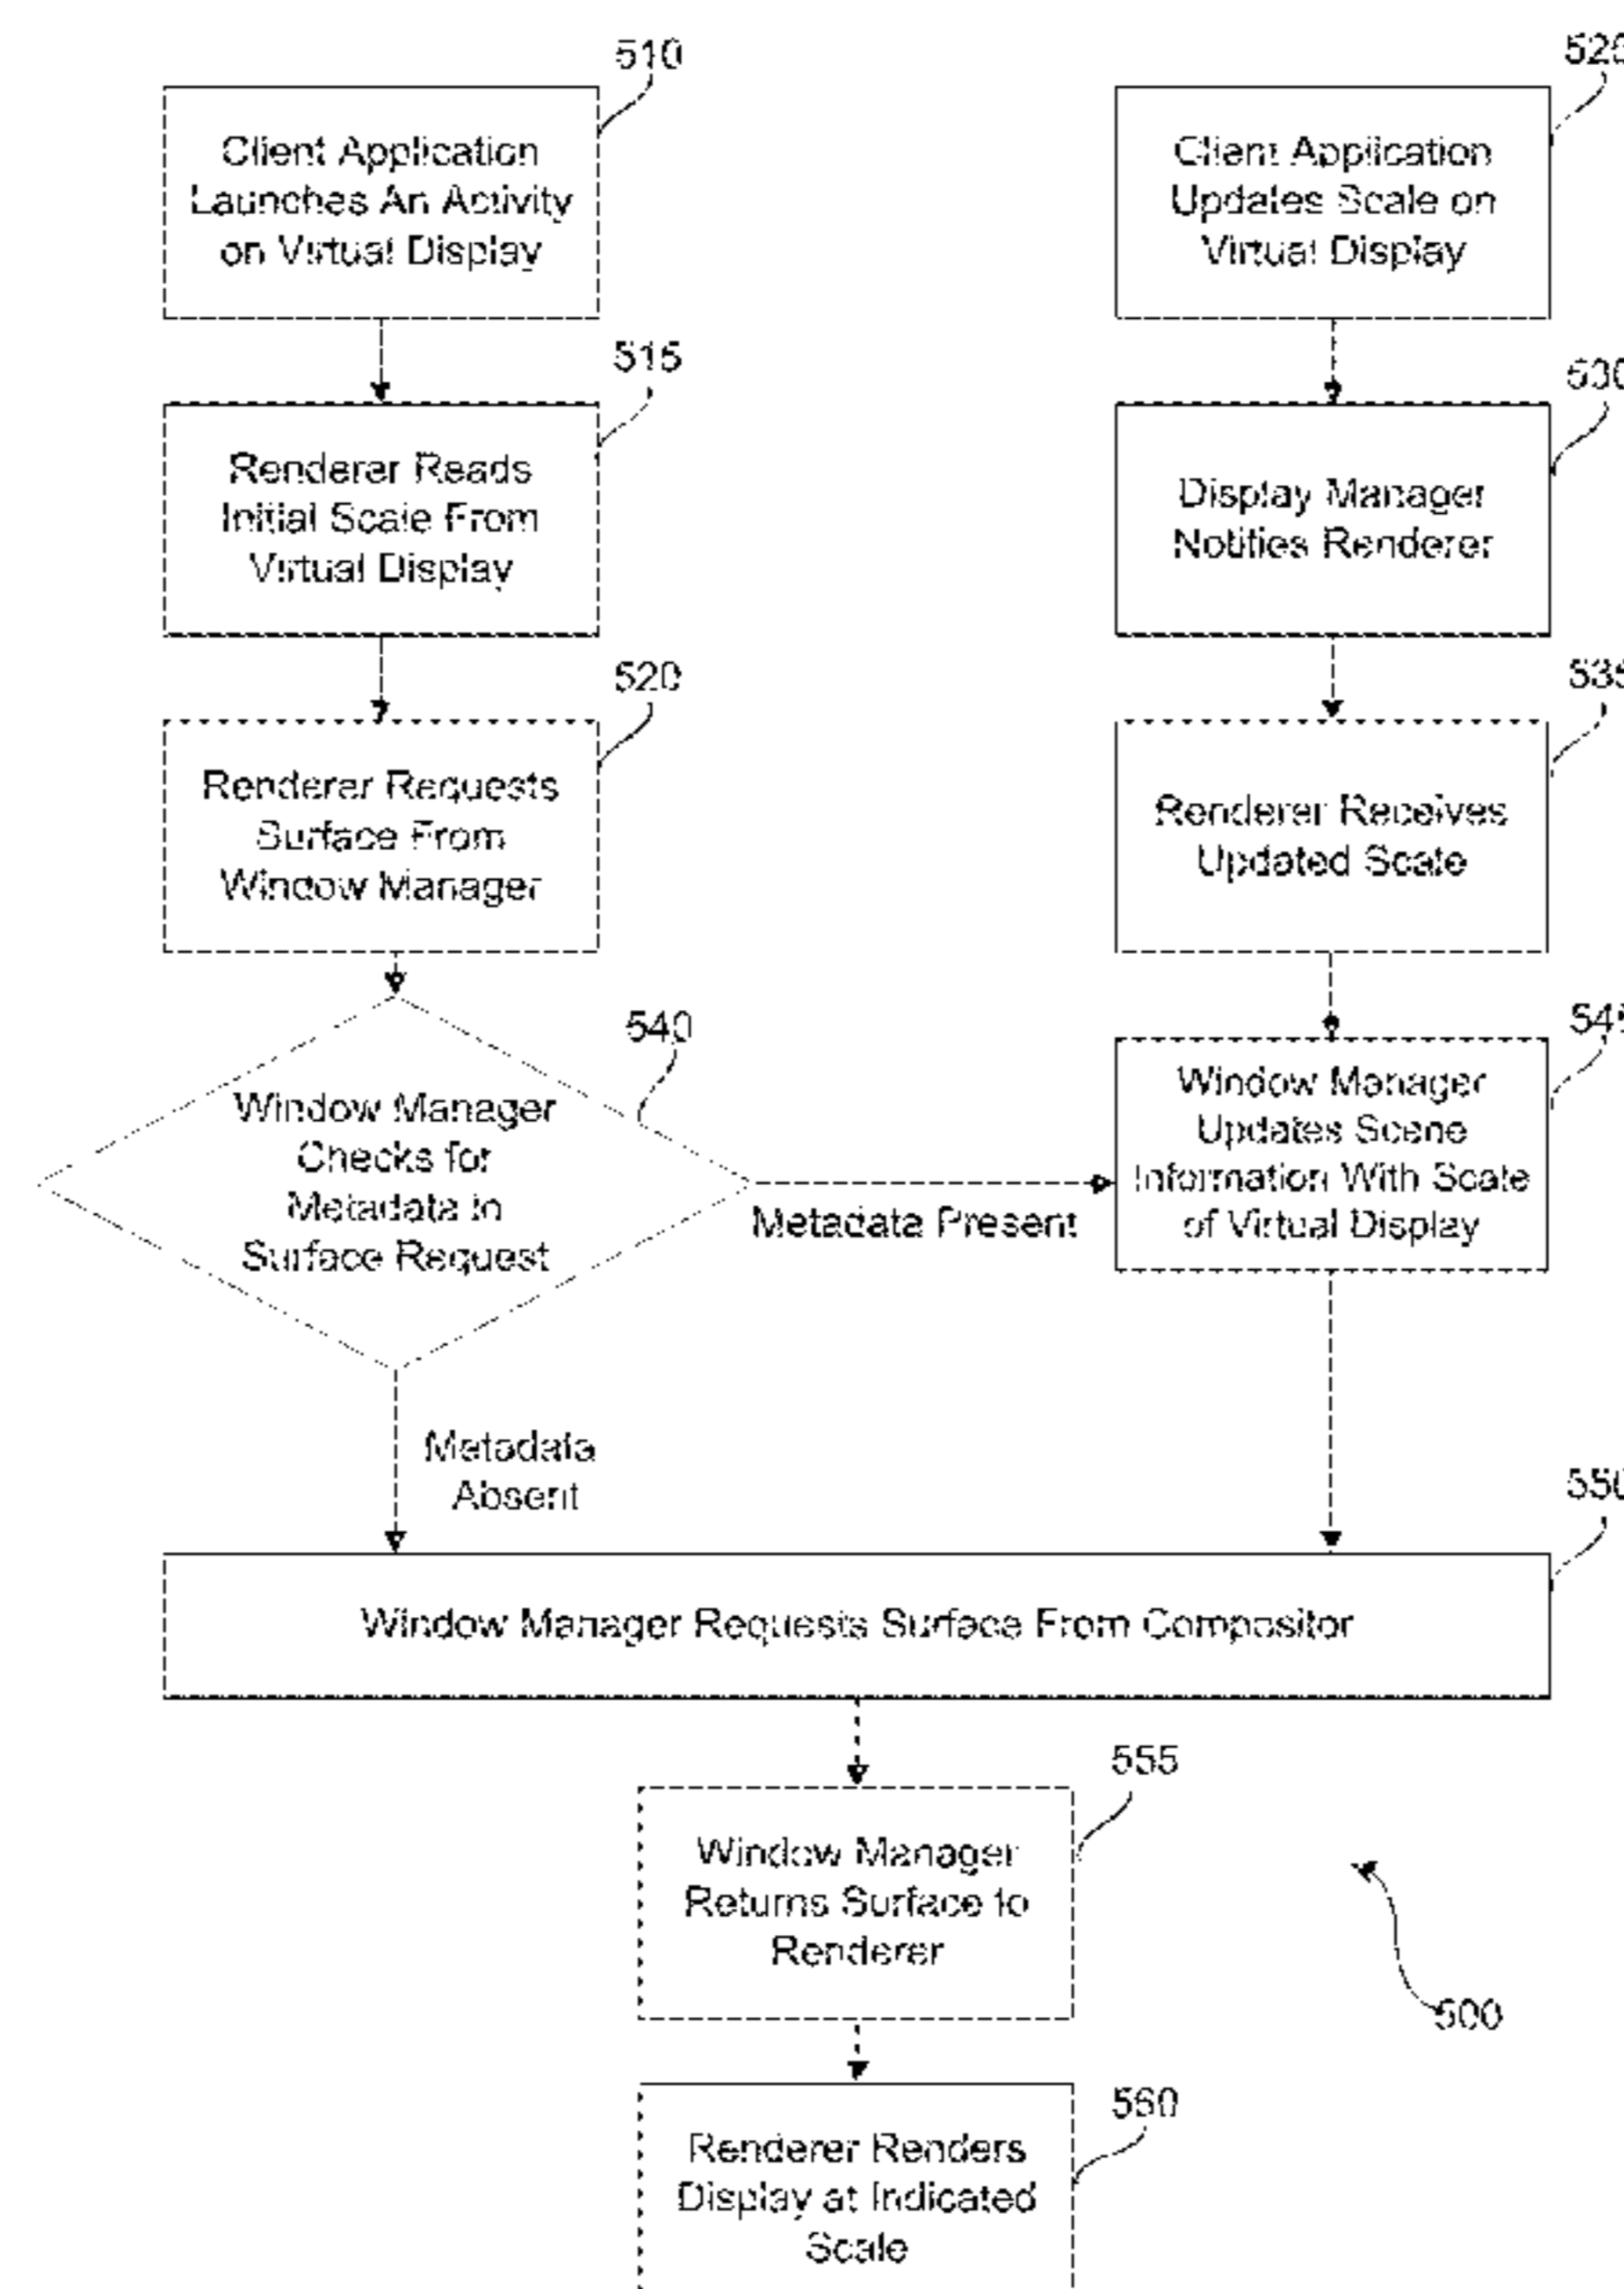 510
Client Application
Launches An Activity
on Virtual Display
515
Renderer Reads
Initial Scale From
Virtual Display
520
Renderer Requests
Surface From
Window Manager
540
Window Manager
Checks for
Metadata in
Surface Request
Metadata Present
Metadata
Absent
Client Application
Updates Scale on
Virtual Display
Display Manager
Notifies Renderer
Renderer Receives
Updated Scale
Window Manager
Updates Scene
Information With Scale
of Virtual Display
Window Manager Requests Surface From Compositor
555
Window Manager
Returns Surface to
Renderer
500
560
Renderer Renders
Display at Indicated
Scale